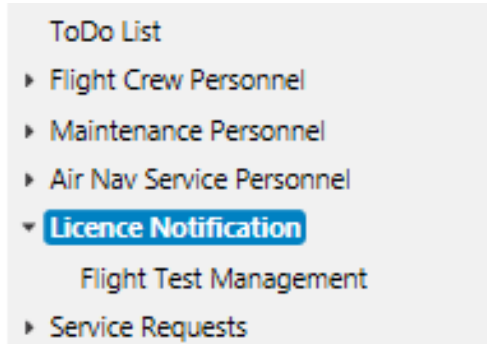 ToDo List
Flight Crew Personnel
Maintenance Personnel
Air Nav Service Personnel
Licence Notification
Flight Test Management
Service Requests